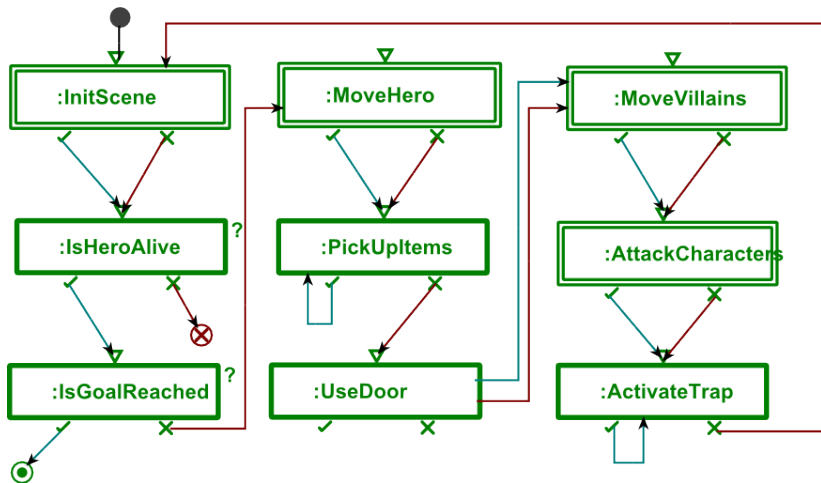 :InitScene
:MoveHero
:MoveVillains
:IsHeroAlive
?
:PickUpItems
:AttackCharacters
:IsGoalReached
?
:UseDoor
:ActivateTrap